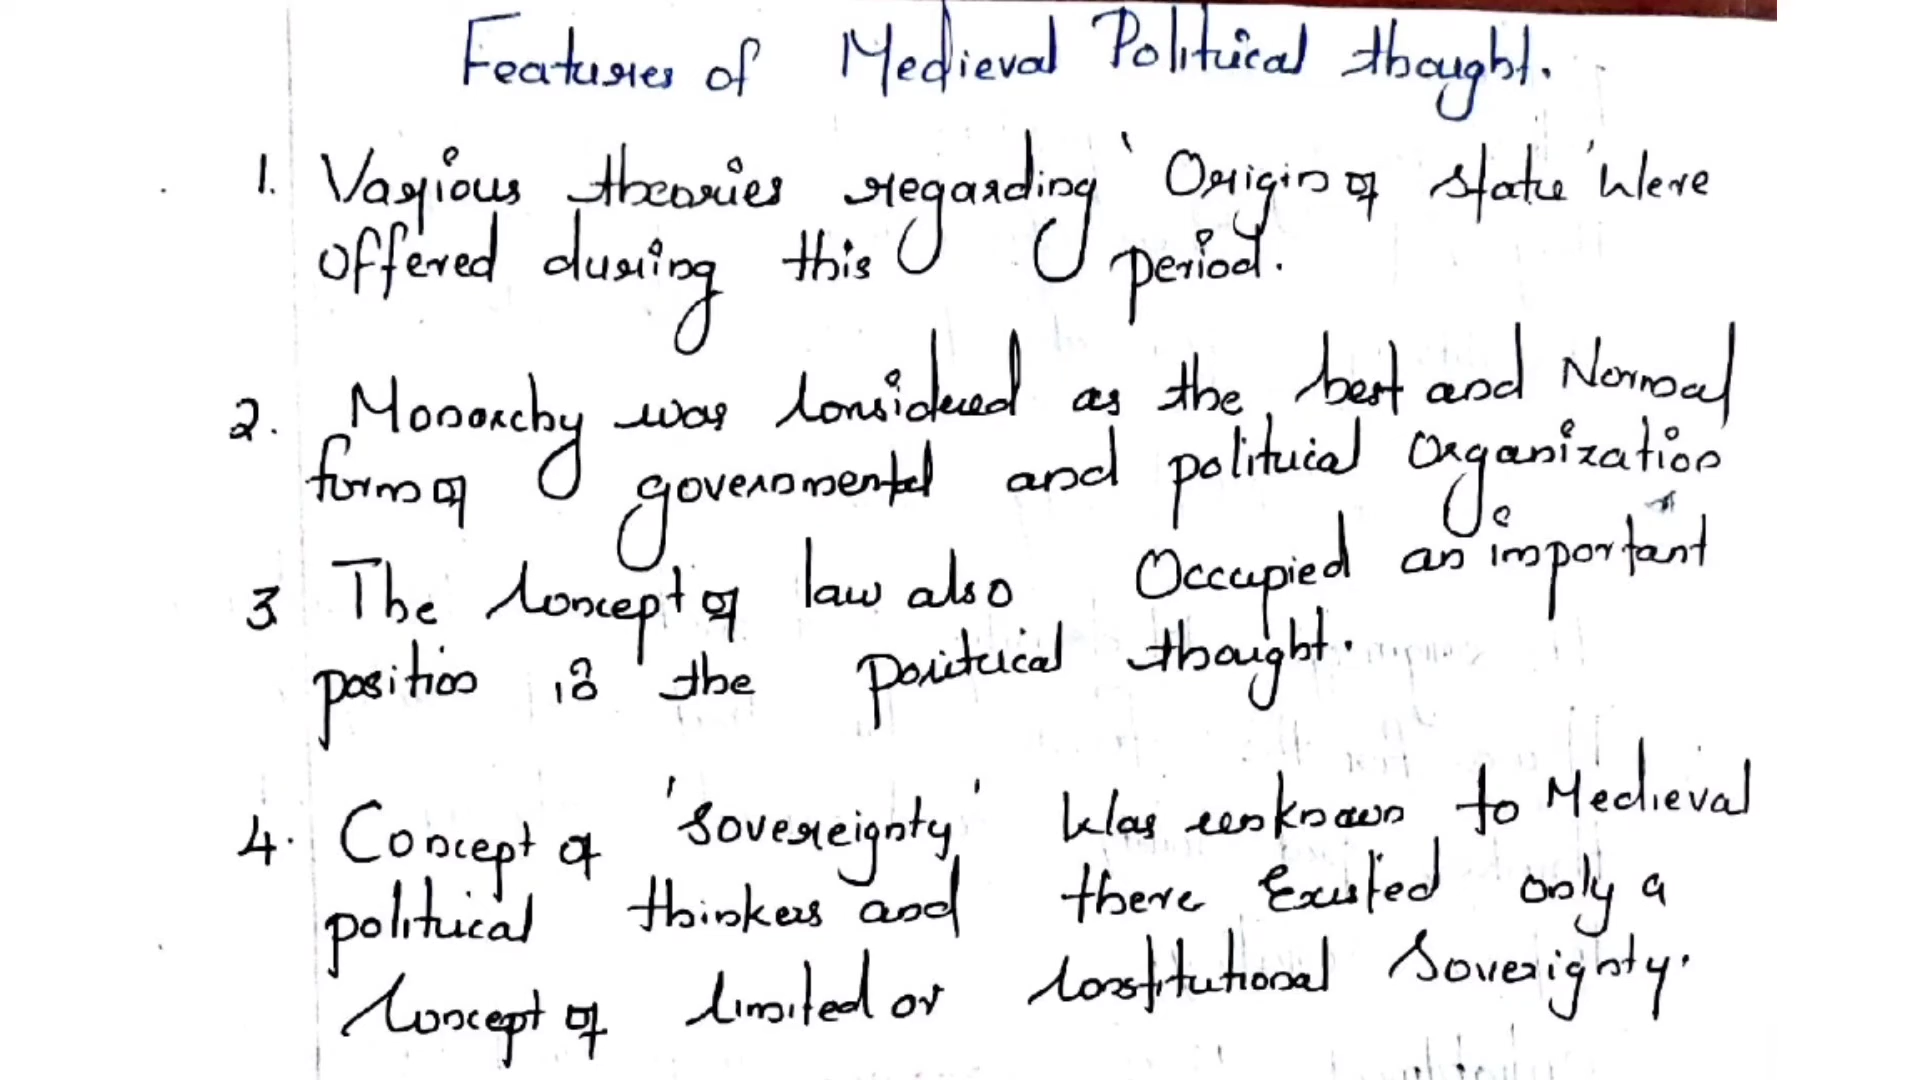 Features of Medieval Political thought.
1. Various theories regarding 'Origin of state' Were
offered during this period.
2. Monarchy was considered as the best and Normal
form of governmental and political Organization
3 The concept of law also Occupied an important
position in the political thought.
4. Concept of 'sovereignty' Was unknown to Medieval
political thinkers and there Existed only a
concept of limited or constitutional Soverignty.